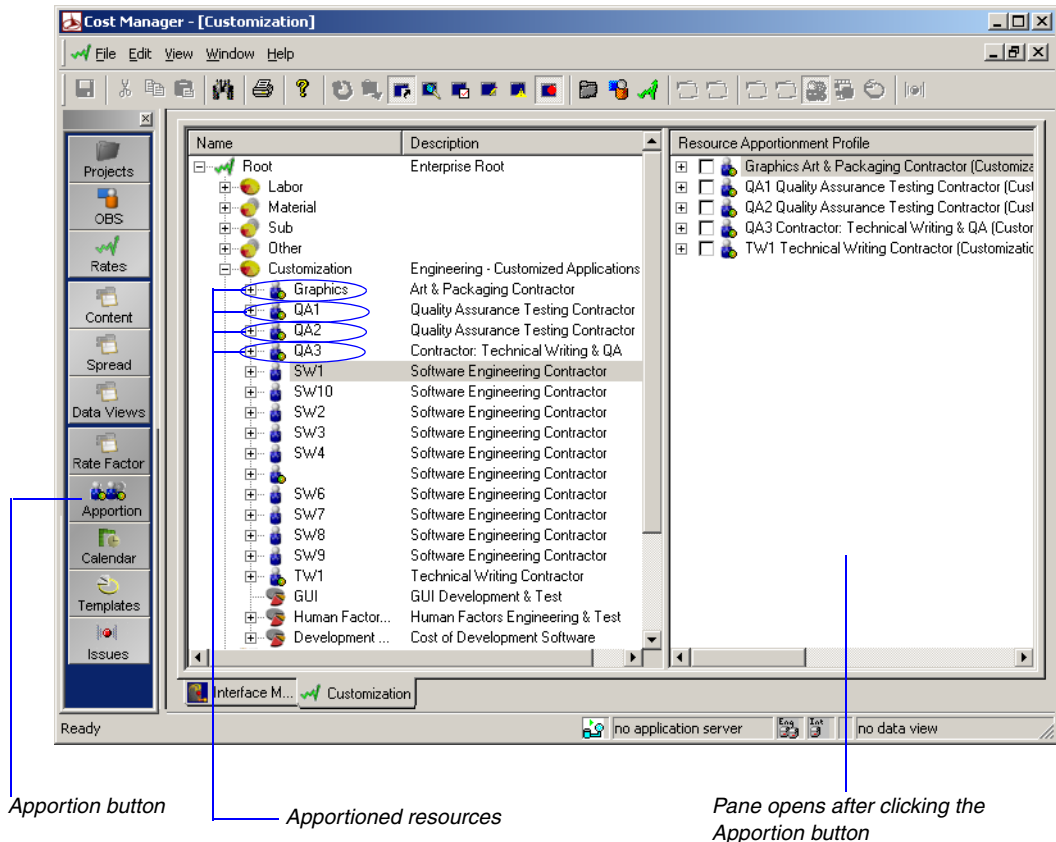 Cost Manager - [Customization]
File Edit View Window Help
Projects
OBS
Rates
Content
Spread
Data Views
Rate Factor
Apportion
Calendar
Templates
Issues
Name Description
Root Enterprise Root
Labor
Material
Sub
Other
Customization Engineering - Customized Applications
Graphics Art & Packaging Contractor
QA1 Quality Assurance Testing Contractor
QA2 Quality Assurance Testing Contractor
QA3 Contractor: Technical Writing & QA
SW1 Software Engineering Contractor
SW10 Software Engineering Contractor
SW2 Software Engineering Contractor
SW3 Software Engineering Contractor
SW4 Software Engineering Contractor
Software Engineering Contractor
SW6 Software Engineering Contractor
SW7 Software Engineering Contractor
SW8 Software Engineering Contractor
SW9 Software Engineering Contractor
TW1 Technical Writing Contractor
GUI GUI Development & Test
Human Factor... Human Factors Engineering & Test
Development ... Cost of Development Software
Resource Apportionment Profile
Graphics Art & Packaging Contractor (Customiza
QA1 Quality Assurance Testing Contractor (Cust
QA2 Quality Assurance Testing Contractor (Cust
QA3 Contractor: Technical Writing & QA (Custor
TW1 Technical Writing Contractor (Customizatic
Interface M... Customization
Ready no application server Eng Int no data view
Apportion button
Apportioned resources
Pane opens after clicking the
Apportion button